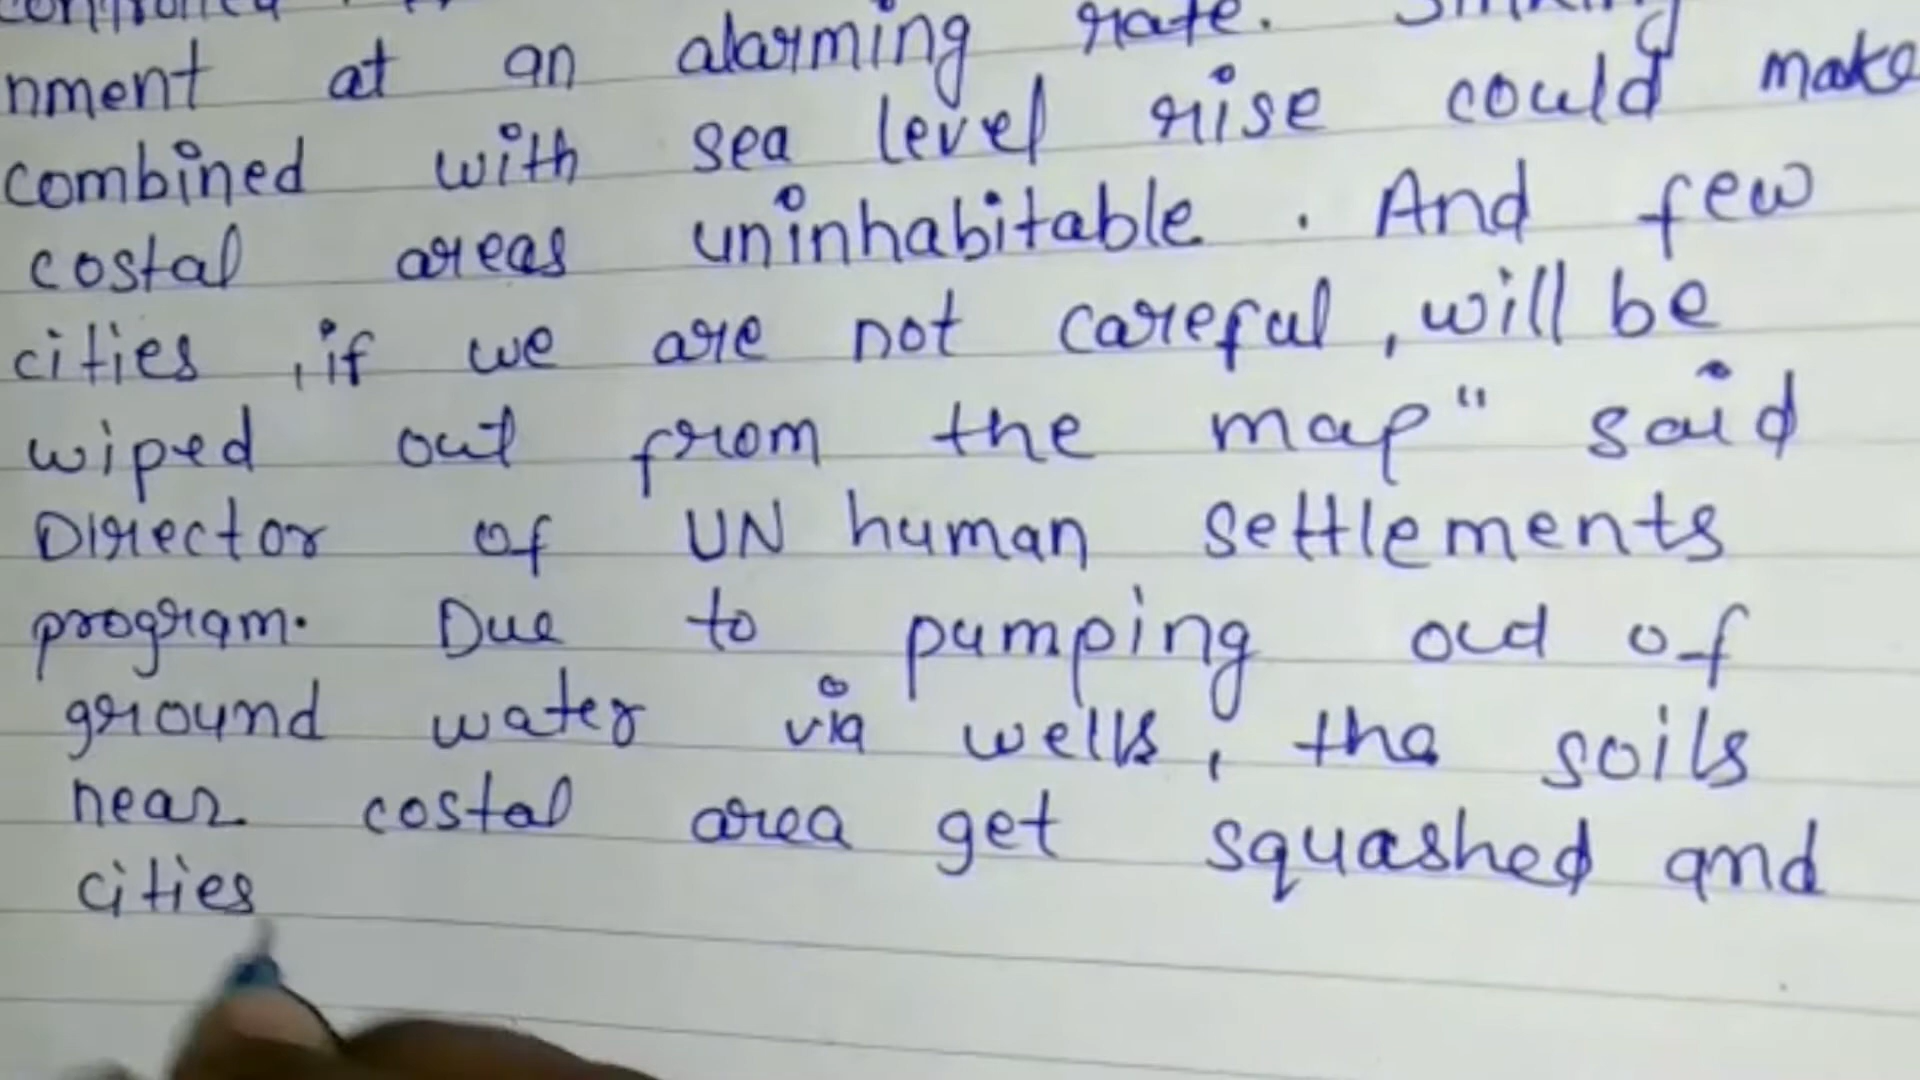 nment at an alarming rate.
combined with sea level rise could make
costal areas uninhabitable. And few
cities, if we are not careful, will be
wiped out from the map" said
Director of UN human settlements
program. Due to pumping out of
ground water via wells, the soils
near costal area get squashed and
cities